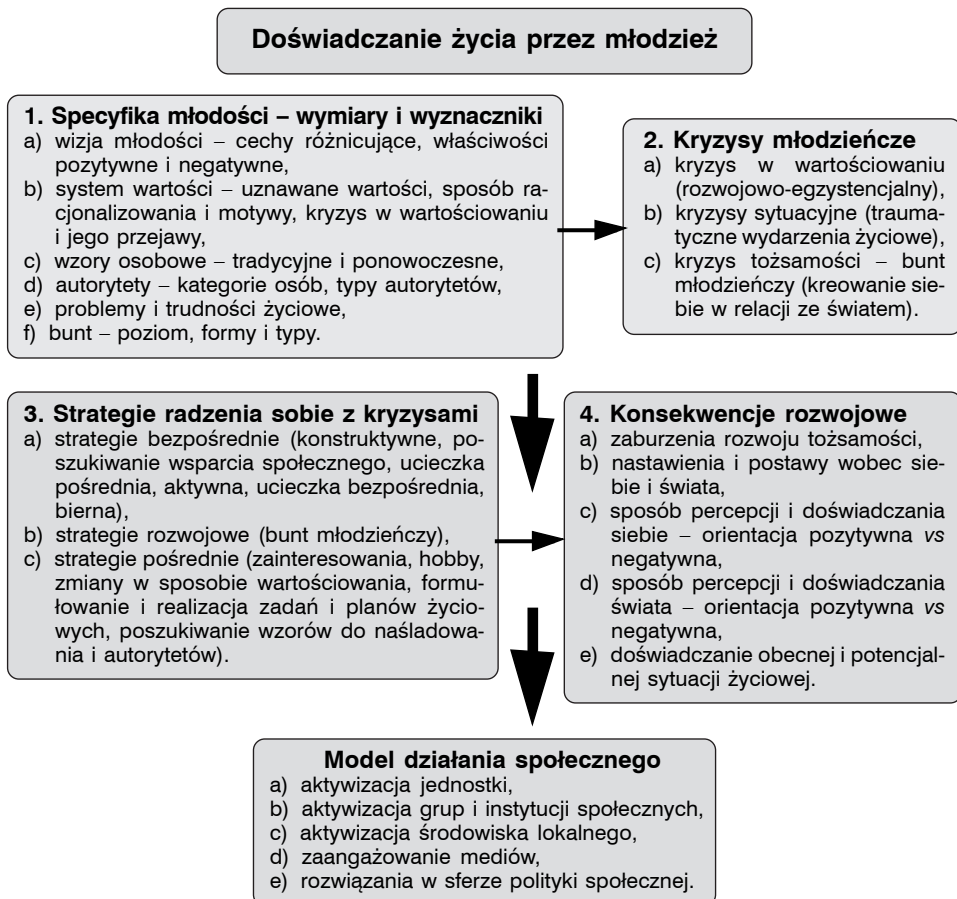 Doświadczanie życia przez młodzież
1. Specyfika młodości – wymiary i wyznaczniki
a) wizja młodości – cechy różnicujące, właściwości
pozytywne i negatywne,
b) system wartości – uznawane wartości, sposób ra-
cjonalizowania i motywy, kryzys w wartościowaniu
i jego przejawy,
c) wzory osobowe – tradycyjne i ponowoczesne,
d) autorytety – kategorie osób, typy autorytetów,
e) problemy i trudności życiowe,
f) bunt – poziom, formy i typy.
2. Kryzysy młodzieńcze
a) kryzys w wartościowaniu
(rozwojowo-egzystencjalny),
b) kryzysy sytuacyjne (trauma-
tyczne wydarzenia życiowe),
c) kryzys tożsamości – bunt
młodzieńczy (kreowanie sie-
bie w relacji ze światem).
3. Strategie radzenia sobie z kryzysami
a) strategie bezpośrednie (konstruktywne, po-
szukiwanie wsparcia społecznego, ucieczka
pośrednia, aktywna, ucieczka bezpośrednia,
bierna),
b) strategie rozwojowe (bunt młodzieńczy),
c) strategie pośrednie (zainteresowania, hobby,
zmiany w sposobie wartościowania, formu-
łowanie i realizacja zadań i planów życio-
wych, poszukiwanie wzorów do naśladowa-
nia i autorytetów).
4. Konsekwencje rozwojowe
a) zaburzenia rozwoju tożsamości,
b) nastawienia i postawy wobec sie-
bie i świata,
c) sposób percepcji i doświadczania
siebie – orientacja pozytywna vs
negatywna,
d) sposób percepcji i doświadczania
świata – orientacja pozytywna vs
negatywna,
e) doświadczanie obecnej i potencjal-
nej sytuacji życiowej.
Model działania społecznego
a) aktywizacja jednostki,
b) aktywizacja grup i instytucji społecznych,
c) aktywizacja środowiska lokalnego,
d) zaangażowanie mediów,
e) rozwiązania w sferze polityki społecznej.